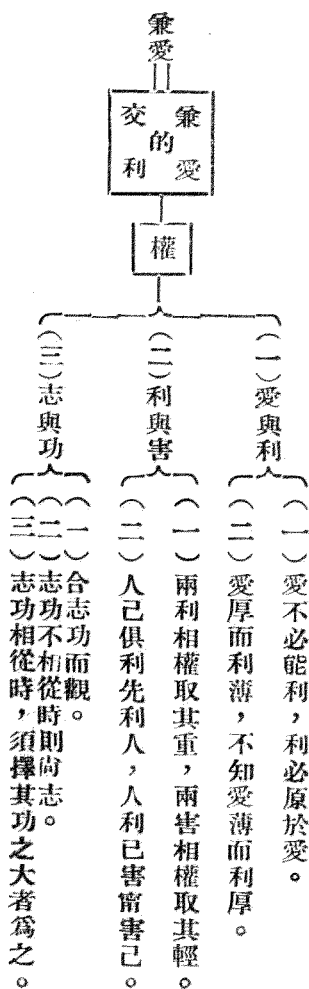 兼愛
兼愛
的
交利
權
（一）愛與利
（一）愛不必能利，利必原於愛。
（二）愛厚而利薄，不知愛薄而利厚。
（二）利與害
（一）兩利相權取其重，兩害相權取其輕。
（二）人己俱利先利人，人利己害甯害己。
（三）志與功
（一）合志功而觀。
（二）志功不相從時則尙志。
（三）志功相從時，須擇其功之大者爲之。